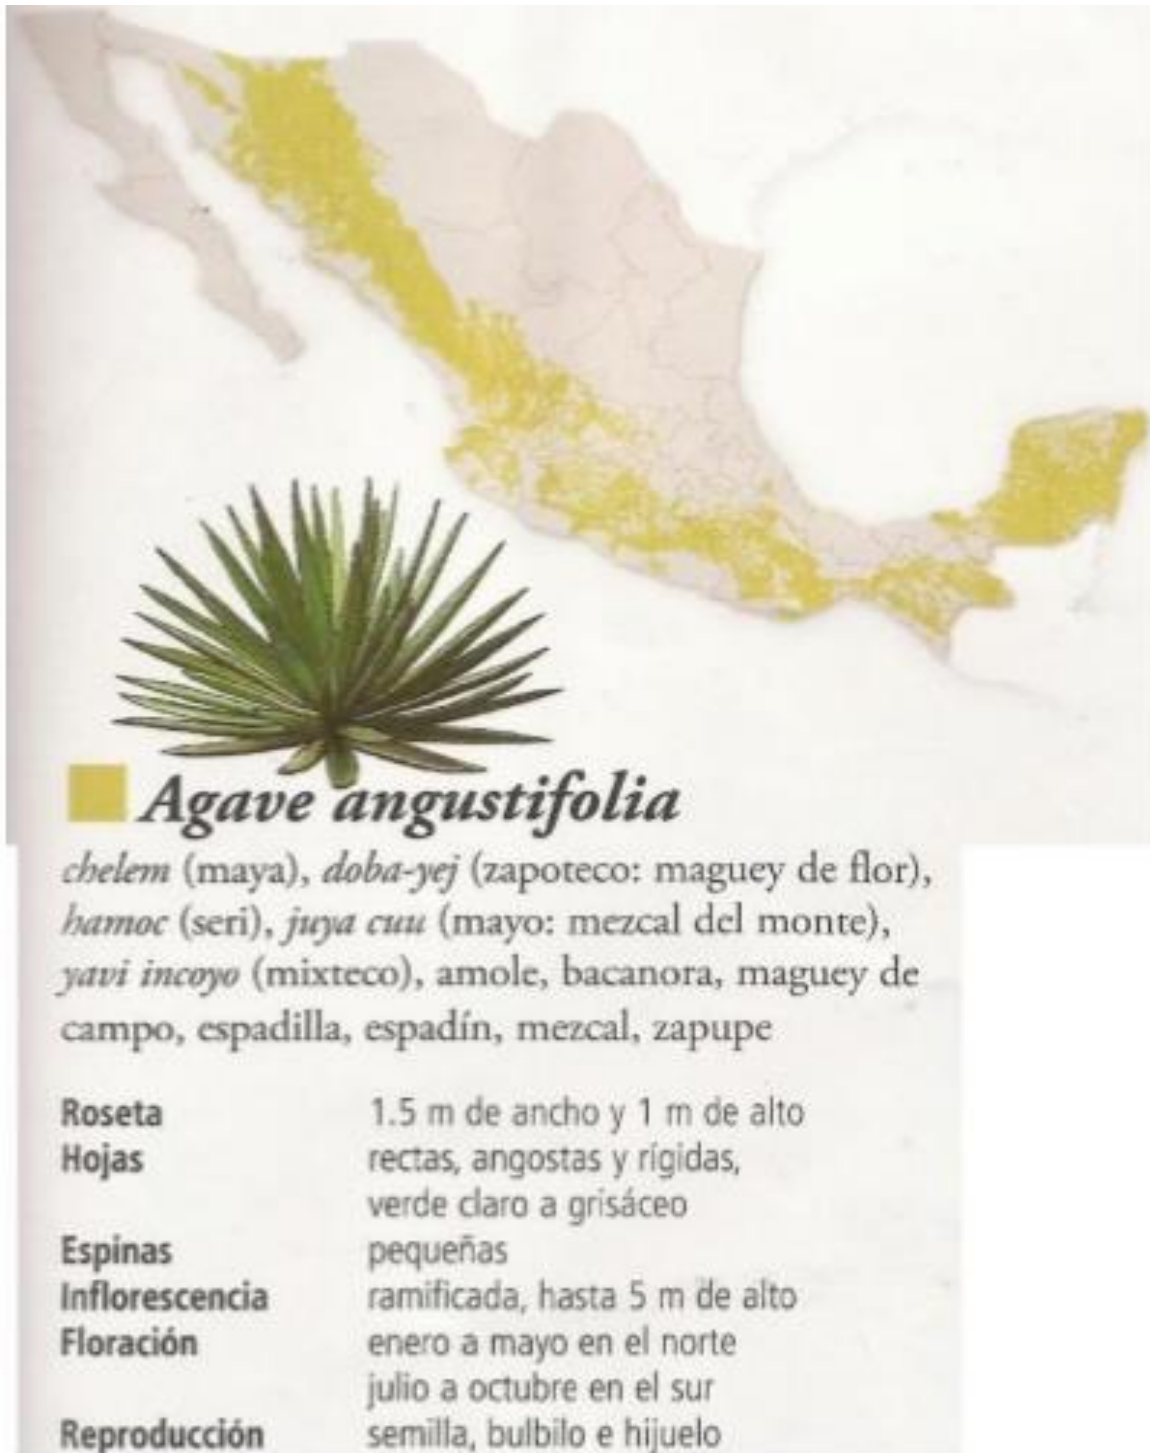 Agave angustifolia
chelem (maya), doba-yej (zapoteco: maguey de flor),
hamoc (seri), juya cuu (mayo: mezcal del monte),
yavi incoyo (mixteco), amole, bacanora, maguey de
campo, espadilla, espadín, mezcal, zapupe
Roseta 1.5 m de ancho y 1 m de alto
Hojas rectas, angostas y rígidas,
verde claro a grisáceo
Espinas pequeñas
Inflorescencia ramificada, hasta 5 m de alto
Floración enero a mayo en el norte
julio a octubre en el sur
Reproducción semilla, bulbilo e hijuelo